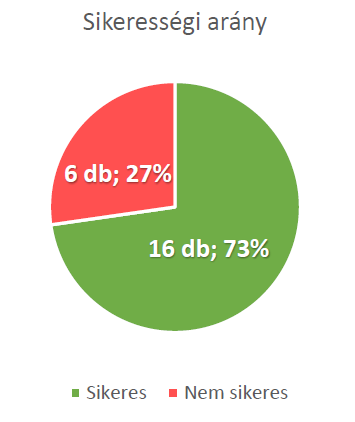 Sikerességi arány
6 db; 27%
16 db; 73%
Sikeres Nem sikeres